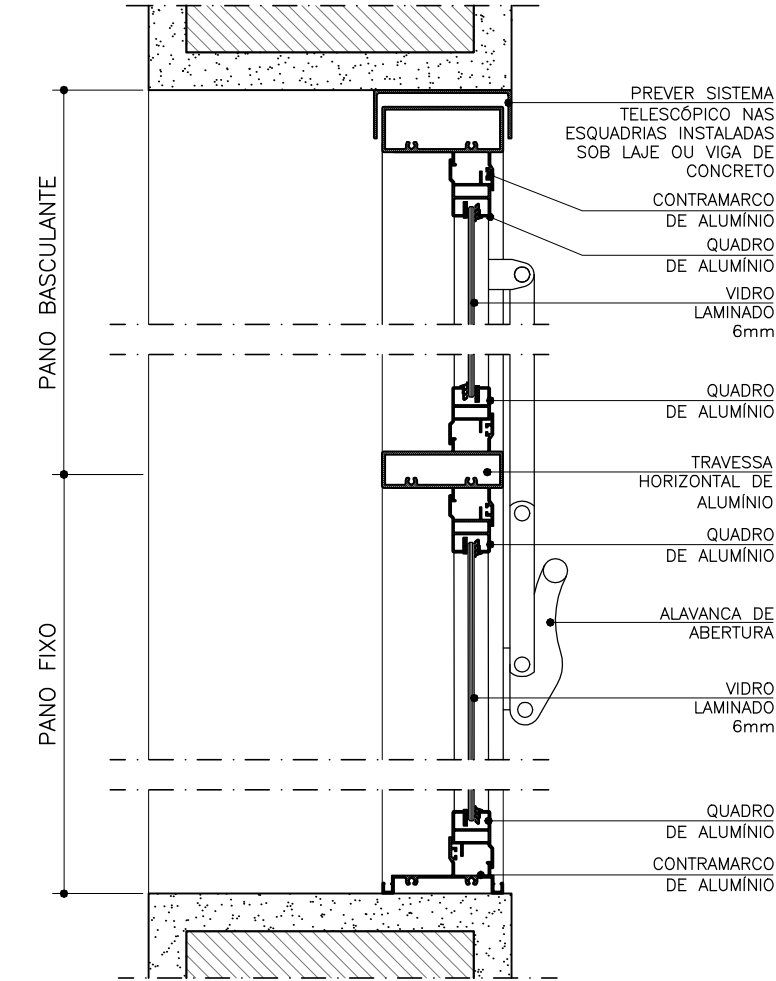 PREVER SISTEMA
TELESCÓPICO NAS
ESQUADRIAS INSTALADAS
SOB LAJE OU VIGA DE
CONCRETO
CONTRAMARCO
DE ALUMÍNIO
QUADRO
DE ALUMÍNIO
VIDRO
LAMINADO
6mm
PANO BASCULANTE
QUADRO
DE ALUMÍNIO
TRAVESSA
HORIZONTAL DE
ALUMÍNIO
QUADRO
DE ALUMÍNIO
ALAVANCA DE
ABERTURA
PANO FIXO
VIDRO
LAMINADO
6mm
QUADRO
DE ALUMÍNIO
CONTRAMARCO
DE ALUMÍNIO